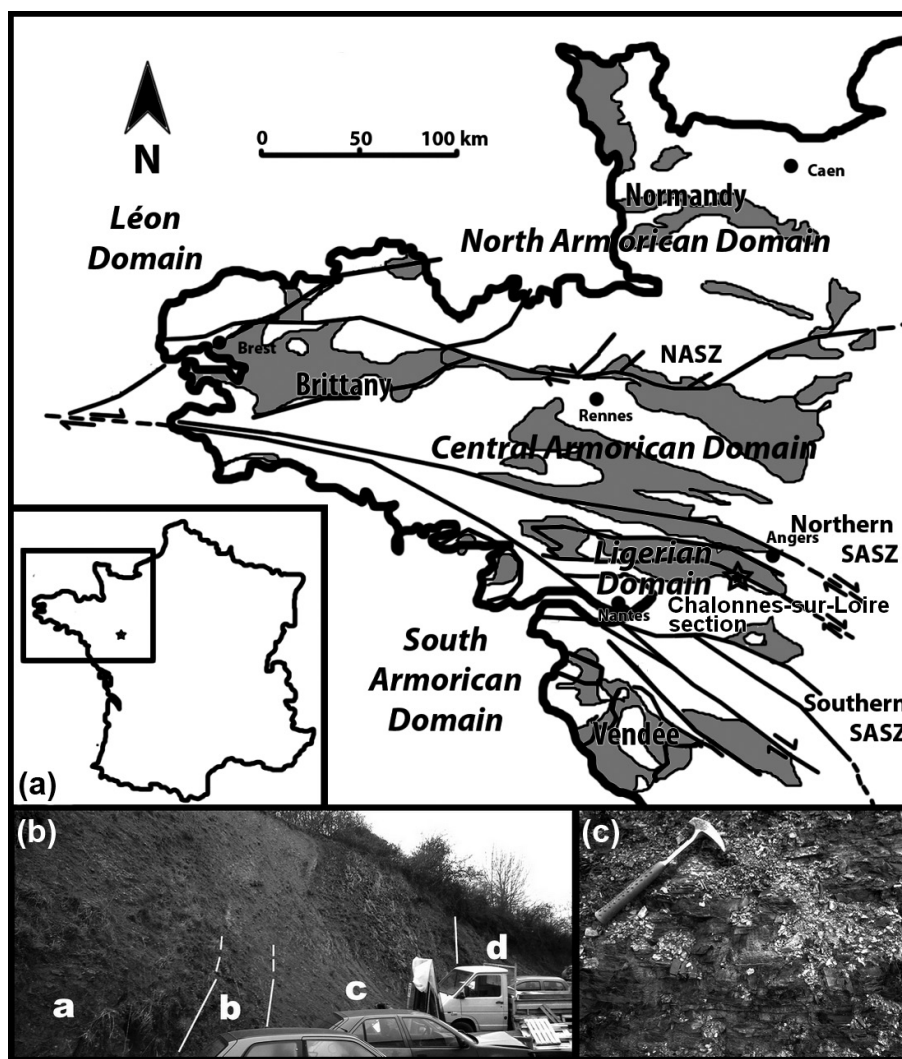 N
0 50 100 km
Caen
Normandy
Léon
Domain
North Armorican Domain
Brest
Brittany
NASZ
Rennes
Central Armorican Domain
Northern
SASZ
Angers
Ligerian
Domain
Chalonnes-sur-Loire
section
Nantes
South
Armorican
Domain
Southern
SASZ
Vendée
(a)
(b)
a
b
c
d
(c)